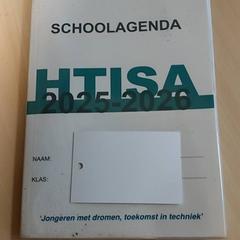 SCHOOLAGENDA
HTISA
2025-2026
NAAM:
KLAS:
'Jongeren met dromen, toekomst in techniek'